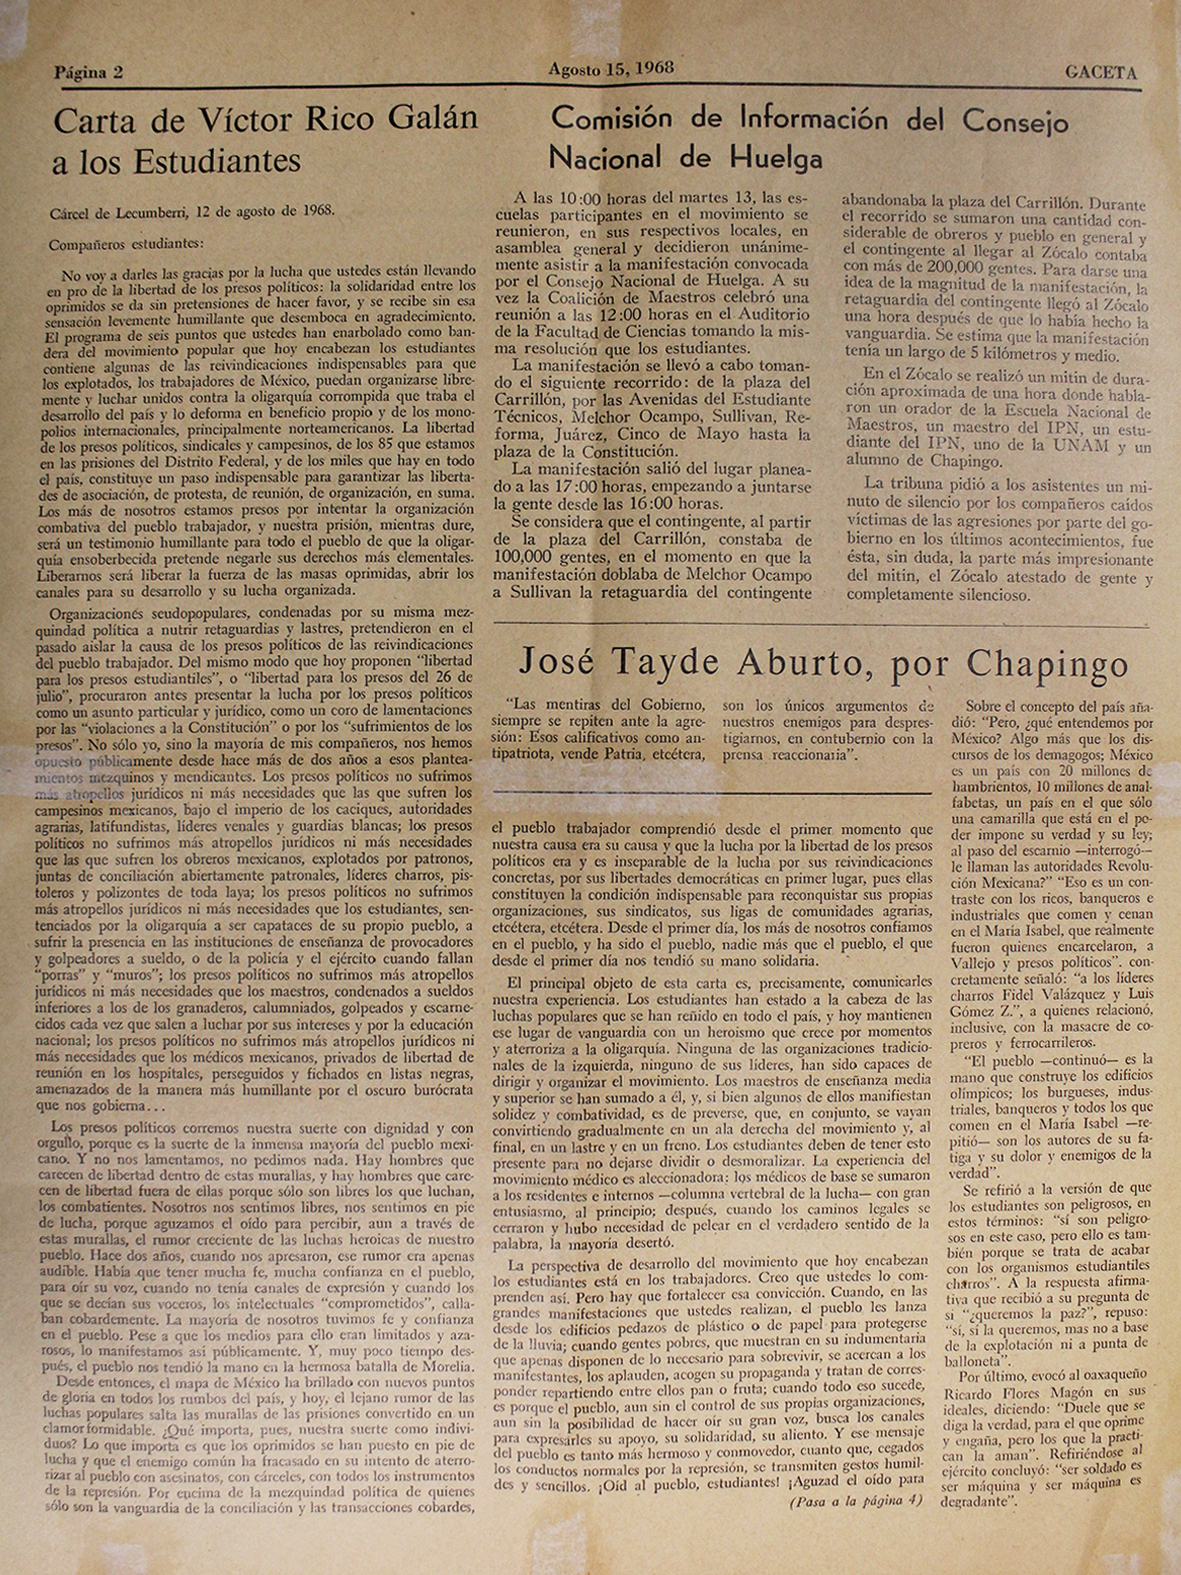 Página 2
Agosto 15, 1968
GACETA
Carta de Víctor Rico Galán
a los Estudiantes
Cárcel de Lecumberri, 12 de agosto de 1968.
Compañeros estudiantes:
No voy a darles las gracias por la lucha que ustedes están llevando
en pro de la libertad de los presos políticos: la solidaridad entre los
oprimidos se da sin pretensiones de hacer favor, y se recibe sin esa
sensación levemente humillante que desemboca en agradecimiento.
El programa de seis puntos que ustedes han enarbolado como ban-
dera del movimiento popular que hoy encabezan los estudiantes
contiene algunas de las reivindicaciones indispensables para que
los explotados, los trabajadores de México, puedan organizarse libre-
mente y luchar unidos contra la oligarquía corrompida que traba el
desarrollo del país y lo deforma en beneficio propio y de los mono-
polios internacionales, principalmente norteamericanos. La libertad
de los presos políticos, sindicales y campesinos, de los 85 que estamos
en las prisiones del Distrito Federal, y de los miles que hay en todo
el país, constituye un paso indispensable para garantizar las liberta-
des de asociación, de protesta, de reunión, de organización, en suma.
Los más de nosotros estamos presos por intentar la organización
combativa del pueblo trabajador, y nuestra prisión, mientras dure,
será un testimonio humillante para todo el pueblo de que la oligar-
quía ensoberbecida pretende negarle sus derechos más elementales.
Liberarnos será liberar la fuerza de las masas oprimidas, abrir los
canales para su desarrollo y su lucha organizada.
Organizaciones seudopopulares, condenadas por su misma mez-
quindad política a nutrir retaguardias y lastres, pretendieron en el
pasado aislar la causa de los presos políticos de las reivindicaciones
del pueblo trabajador. Del mismo modo que hoy proponen "libertad
para los presos estudiantiles", o "libertad para los presos del 26 de
julio", procuraron antes presentar la lucha por los presos políticos
como un asunto particular y jurídico, como un coro de lamentaciones
por las "violaciones a la Constitución" o por los "sufrimientos de los
presos". No sólo yo, sino la mayoría de mis compañeros, nos hemos
opuesto públicamente desde hace más de dos años a esos plantea-
mientos mezquinos y mendicantes. Los presos políticos no sufrimos
más atropellos jurídicos ni más necesidades que las que sufren los
campesinos mexicanos, bajo el imperio de los caciques, autoridades
agrarias, latifundistas, líderes venales y guardias blancas; los presos
políticos no sufrimos más atropellos jurídicos ni más necesidades
que las que sufren los obreros mexicanos, explotados por patronos,
juntas de conciliación abiertamente patronales, líderes charros, pis-
toleros y polizontes de toda laya; los presos políticos no sufrimos
más atropellos jurídicos ni más necesidades que los estudiantes, sen-
tenciados por la oligarquía a ser capataces de su propio pueblo, a
sufrir la presencia en las instituciones de enseñanza de provocadores
y golpeadores a sueldo, o de la policía y el ejército cuando fallan
"porras" y "muros"; los presos políticos no sufrimos más atropellos
jurídicos ni más necesidades que los maestros, condenados a sueldos
inferiores a los de los granaderos, calumniados, golpeados y escarne-
cidos cada vez que salen a luchar por sus intereses y por la educación
nacional; los presos políticos no sufrimos más atropellos jurídicos ni
más necesidades que los médicos mexicanos, privados de libertad de
reunión en los hospitales, perseguidos y fichados en listas negras,
amenazados de la manera más humillante por el oscuro burócrata
que nos gobierna...
Los presos políticos corremos nuestra suerte con dignidad y con
orgullo, porque es la suerte de la inmensa mayoría del pueblo mexi-
cano. Y no nos lamentamos, no pedimos nada. Hay hombres que
carecen de libertad dentro de estas murallas, y hay hombres que care-
cen de libertad fuera de ellas porque sólo son libres los que luchan,
los combatientes. Nosotros nos sentimos libres, nos sentimos en pie
de lucha, porque aguzamos el oído para percibir, aun a través de
estas murallas, el rumor creciente de las luchas heroicas de nuestro
pueblo. Hace dos años, cuando nos apresaron, ese rumor era apenas
audible. Había que tener mucha fe, mucha confianza en el pueblo,
para oír su voz, cuando no tenía canales de expresión y cuando los
que se decían sus voceros, los intelectuales "comprometidos", calla-
ban cobardemente. La mayoría de nosotros tuvimos fe y confianza
en el pueblo. Pese a que los medios para ello eran limitados y aza-
rosos, lo manifestamos así públicamente. Y, muy poco tiempo des-
pués, el pueblo nos tendió la mano en la hermosa batalla de Morelia.
Desde entonces, el mapa de México ha brillado con nuevos puntos
de gloria en todos los rumbos del país, y hoy, el lejano rumor de las
luchas populares salta las murallas de las prisiones convertido en un
clamor formidable. ¿Qué importa, pues, nuestra suerte como indivi-
duos? Lo que importa es que los oprimidos se han puesto en pie de
lucha y que el enemigo común ha fracasado en su intento de aterro-
rizar al pueblo con asesinatos, con cárceles, con todos los instrumentos
de la represión. Por encima de la mezquindad política de quienes
sólo son la vanguardia de la conciliación y las transacciones cobardes,
Comisión de Información del Consejo
Nacional de Huelga
A las 10:00 horas del martes 13, las es-
cuelas participantes en el movimiento se
reunieron, en sus respectivos locales, en
asamblea general y decidieron unánime-
mente asistir a la manifestación convocada
por el Consejo Nacional de Huelga. A su
vez la Coalición de Maestros celebró una
reunión a las 12:00 horas en el Auditorio
de la Facultad de Ciencias tomando la mis-
ma resolución que los estudiantes.
La manifestación se llevó a cabo toman-
do el siguiente recorrido: de la plaza del
Carrillón, por las Avenidas del Estudiante
Técnicos, Melchor Ocampo, Sullivan, Re-
forma, Juárez, Cinco de Mayo hasta la
plaza de la Constitución.
La manifestación salió del lugar planea-
do a las 17:00 horas, empezando a juntarse
la gente desde las 16:00 horas.
Se considera que el contingente, al partir
de la plaza del Carrillón, constaba de
100,000 gentes, en el momento en que la
manifestación doblaba de Melchor Ocampo
a Sullivan la retaguardia del contingente
abandonaba la plaza del Carrillón. Durante
el recorrido se sumaron una cantidad con-
siderable de obreros y pueblo en general y
el contingente al llegar al Zócalo contaba
con más de 200,000 gentes. Para darse una
idea de la magnitud de la manifestación, la
retaguardia del contingente llegó al Zócalo
una hora después de que lo había hecho la
vanguardia. Se estima que la manifestación
tenía un largo de 5 kilómetros y medio.
En el Zócalo se realizó un mitin de dura-
ción aproximada de una hora donde habla-
ron un orador de la Escuela Nacional de
Maestros, un maestro del IPN, un estu-
diante del IPN, uno de la UNAM y un
alumno de Chapingo.
La tribuna pidió a los asistentes un mi-
nuto de silencio por los compañeros caídos
víctimas de las agresiones por parte del go-
bierno en los últimos acontecimientos, fue
ésta, sin duda, la parte más impresionante
del mitin, el Zócalo atestado de gente y
completamente silencioso.
José Tayde Aburto, por Chapingo
"Las mentiras del Gobierno,
siempre se repiten ante la agre-
sión: Esos calificativos como an-
tipatriota, vende Patria, etcétera,
son los únicos argumentos de
nuestros enemigos para despres-
tigiarnos, en contubernio con la
prensa reaccionaria".
Sobre el concepto del país aña-
dió: "Pero, ¿qué entendemos por
México? Algo más que los dis-
cursos de los demagogos; México
es un país con 20 millones de
hambrientos, 10 millones de anal-
fabetas, un país en el que sólo
una camarilla que está en el po-
der impone su verdad y su ley;
al paso del escarnio —interrogó—
le llaman las autoridades Revolu-
ción Mexicana?" "Eso es un con-
traste con los ricos, banqueros e
industriales que comen y cenan
en el María Isabel, que realmente
fueron quienes encarcelaron, a
Vallejo y presos políticos". con-
cretamente señaló: "a los líderes
charros Fidel Valázquez y Luis
Gómez Z.", a quienes relacionó,
inclusive, con la masacre de co-
preros y ferrocarrileros.
"El pueblo —continuó— es la
mano que construye los edificios
olímpicos; los burgueses, indus-
triales, banqueros y todos los que
comen en el María Isabel —re-
pitió— son los autores de su fa-
tiga y su dolor y enemigos de la
verdad".
Se refirió a la versión de que
los estudiantes son peligrosos, en
estos términos: "sí son peligro-
sos en este caso, pero ello es tam-
bién porque se trata de acabar
con los organismos estudiantiles
charros". A la respuesta afirma-
tiva que recibió a su pregunta de
si "¿queremos la paz?", repuso:
"sí, sí la queremos, mas no a base
de la explotación ni a punta de
balloneta".
Por último, evocó al oaxaqueño
Ricardo Flores Magón en sus
ideales, diciendo: "Duele que se
diga la verdad, para el que oprime
y engaña, pero los que la practi-
can la aman". Refiriéndose al
ejército concluyó: "ser soldado es
ser máquina y ser máquina es
degradante".
el pueblo trabajador comprendió desde el primer momento que
nuestra causa era su causa y que la lucha por la libertad de los presos
políticos era y es inseparable de la lucha por sus reivindicaciones
concretas, por sus libertades democráticas en primer lugar, pues ellas
constituyen la condición indispensable para reconquistar sus propias
organizaciones, sus sindicatos, sus ligas de comunidades agrarias,
etcétera, etcétera. Desde el primer día, los más de nosotros confiamos
en el pueblo, y ha sido el pueblo, nadie más que el pueblo, el que
desde el primer día nos tendió su mano solidaria.
El principal objeto de esta carta es, precisamente, comunicarles
nuestra experiencia. Los estudiantes han estado a la cabeza de las
luchas populares que se han reñido en todo el país, y hoy mantienen
ese lugar de vanguardia con un heroismo que crece por momentos
y aterroriza a la oligarquía. Ninguna de las organizaciones tradicio-
nales de la izquierda, ninguno de sus líderes, han sido capaces de
dirigir y organizar el movimiento. Los maestros de enseñanza media
y superior se han sumado a él, y, si bien algunos de ellos manifiestan
solidez y combatividad, es de preverse, que, en conjunto, se vayan
convirtiendo gradualmente en un ala derecha del movimiento y, al
final, en un lastre y en un freno. Los estudiantes deben de tener esto
presente para no dejarse dividir o desmoralizar. La experiencia del
movimiento médico es aleccionadora: los médicos de base se sumaron
a los residentes e internos —columna vertebral de la lucha— con gran
entusiasmo, al principio; después, cuando los caminos legales se
cerraron y hubo necesidad de pelear en el verdadero sentido de la
palabra, la mayoría desertó.
La perspectiva de desarrollo del movimiento que hoy encabezan
los estudiantes está en los trabajadores. Creo que ustedes lo com-
prenden así. Pero hay que fortalecer esa convicción. Cuando, en las
grandes manifestaciones que ustedes realizan, el pueblo les lanza
desde los edificios pedazos de plástico o de papel para protegerse
de la lluvia; cuando gentes pobres, que muestran en su indumentaria
que apenas disponen de lo necesario para sobrevivir, se acercan a los
manifestantes, los aplauden, acogen su propaganda y tratan de corres-
ponder repartiendo entre ellos pan o fruta; cuando todo eso sucede,
es porque el pueblo, aun sin el control de sus propias organizaciones,
aun sin la posibilidad de hacer oír su gran voz, busca los canales
para expresarles su apoyo, su solidaridad, su aliento. Y ese mensaje
del pueblo es tanto más hermoso y conmovedor, cuanto que, cegados
los conductos normales por la represión, se transmiten gestos humil-
des y sencillos. ¡Oíd al pueblo, estudiantes! ¡Aguzad el oído para
(Pasa a la página 4)